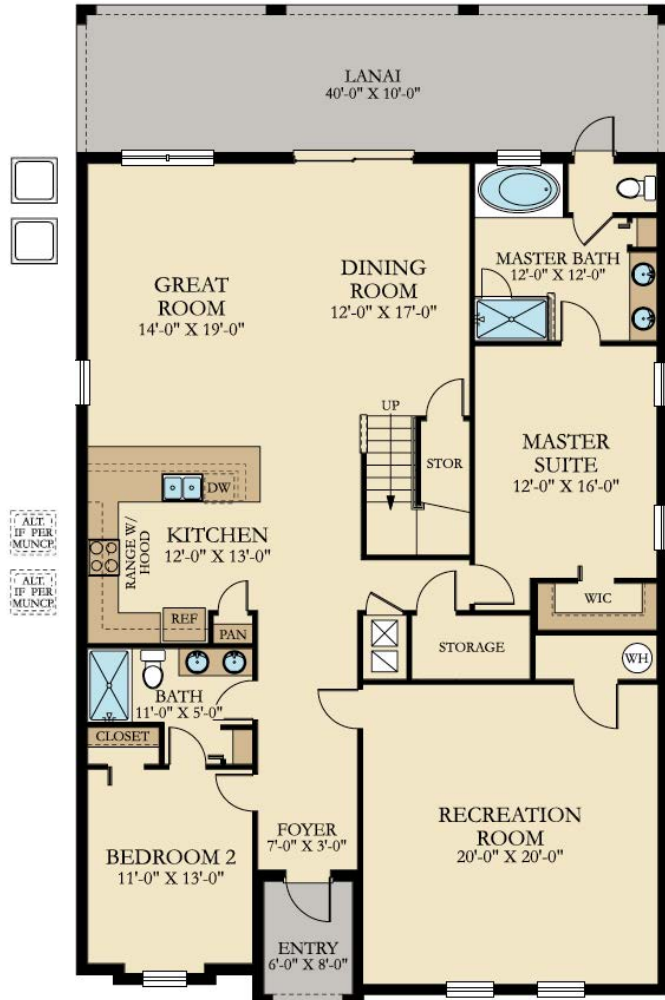 LANAI
40'-0" X 10'-0"
GREAT
ROOM
14'-0" X 19'-0"
DINING
ROOM
12'-0" X 17'-0"
MASTER BATH
12'-0" X 12'-0"
UP
STOR
MASTER
SUITE
12'-0" X 16'-0"
DW
ALT.
IF PER
MUNCP.
ALT.
IF PER
MUNCP.
RANGE W/
HOOD
KITCHEN
12'-0" X 13'-0"
REF
PAN
WIC
STORAGE
WH
BATH
11'-0" X 5'-0"
CLOSET
BEDROOM 2
11'-0" X 13'-0"
FOYER
7'-0" X 3'-0"
RECREATION
ROOM
20'-0" X 20'-0"
ENTRY
6'-0" X 8'-0"